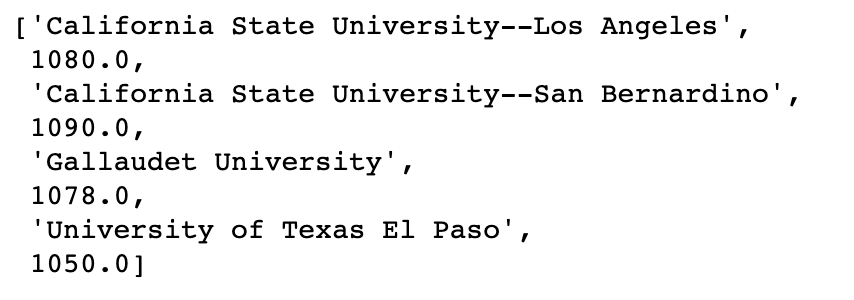 ['California State University--Los Angeles',
1080.0,
'California State University--San Bernardino',
1090.0,
'Gallaudet University',
1078.0,
'University of Texas El Paso',
1050.0]